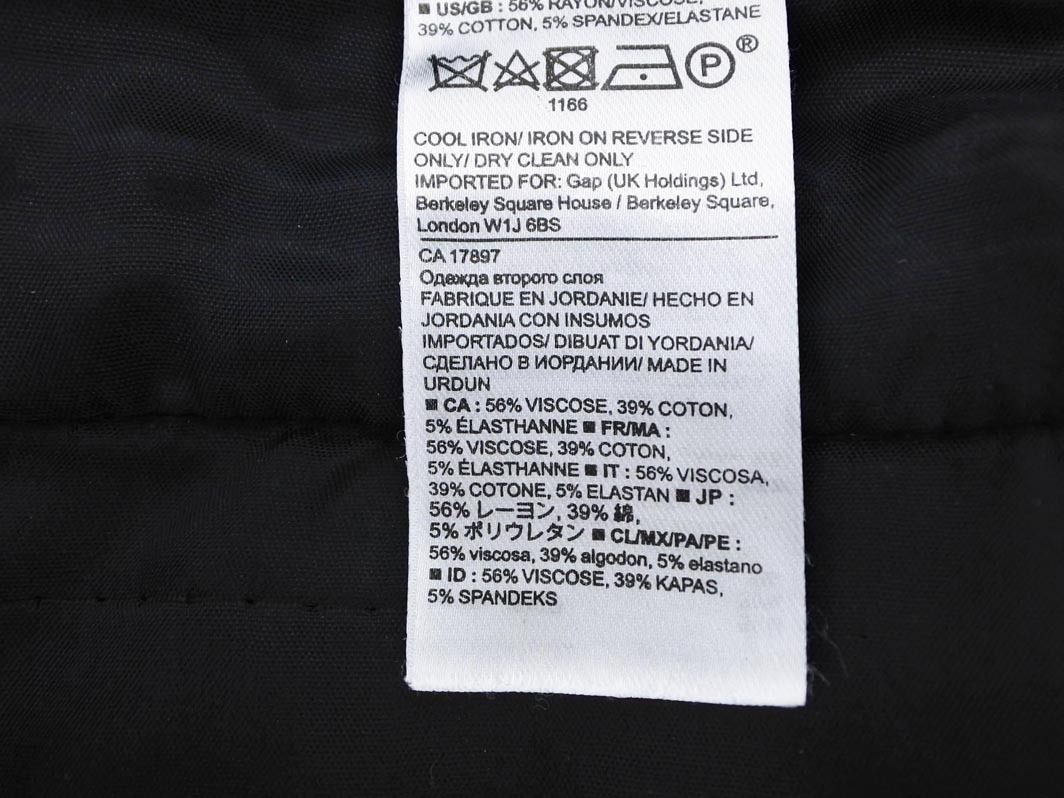 ■ US/GB : 56% RAYON/VISCOSE,
39% COTTON, 5% SPANDEX/ELASTANE
P ®
1166
COOL IRON/ IRON ON REVERSE SIDE
ONLY/ DRY CLEAN ONLY
IMPORTED FOR: Gap (UK Holdings) Ltd,
Berkeley Square House / Berkeley Square,
London W1J 6BS
CA 17897
Одежда второго слоя
FABRIQUE EN JORDANIE/ HECHO EN
JORDANIA CON INSUMOS
IMPORTADOS/ DIBUAT DI YORDANIA/
СДЕЛАНО В ИОРДАНИИ/ MADE IN
URDUN
■ CA : 56% VISCOSE, 39% COTON,
5% ÉLASTHANNE ■ FR/MA :
56% VISCOSE, 39% COTON,
5% ÉLASTHANNE ■ IT : 56% VISCOSA,
39% COTONE, 5% ELASTAN ■ JP :
56% レーヨン, 39% 綿,
5% ポリウレタン ■ CL/MX/PA/PE :
56% viscosa, 39% algodon, 5% elastano
■ ID : 56% VISCOSE, 39% KAPAS,
5% SPANDEKS